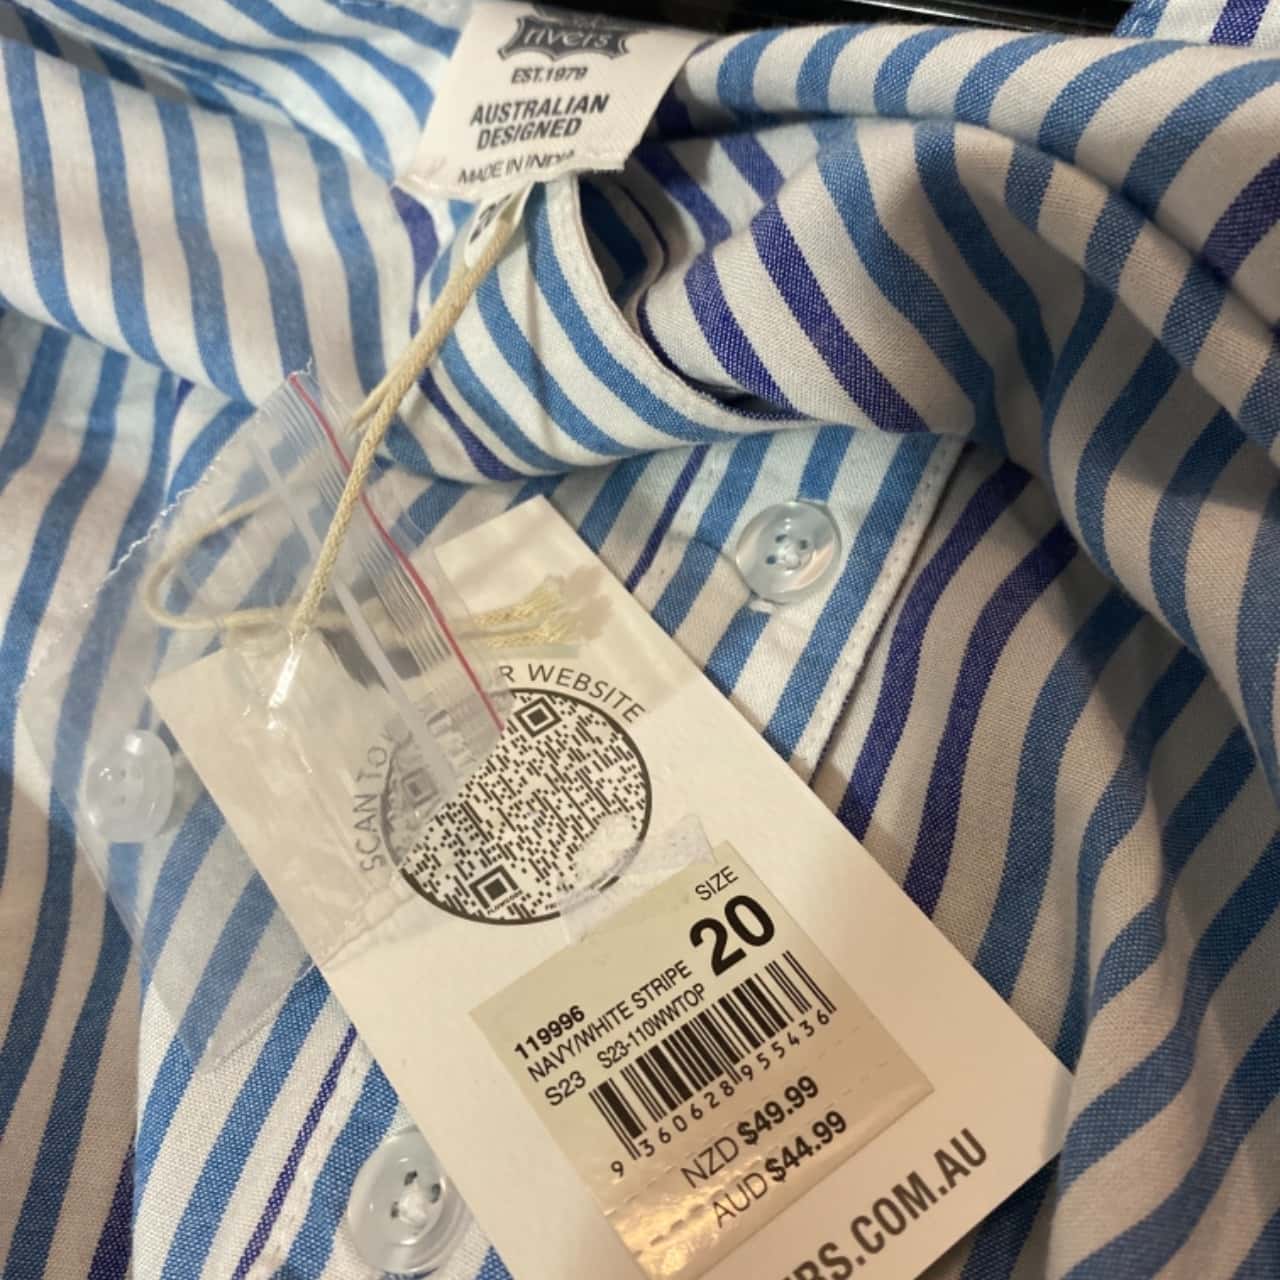 rivers
EST.1979
AUSTRALIAN
DESIGNED
MADE IN INDIA
SCAN TO R WEBSITE
SIZE
20
119996
NAVY/WHITE STRIPE
S23 S23-110WWTOP
9 360628 955436
NZD $49.99
AUD $44.99
RS.COM.AU